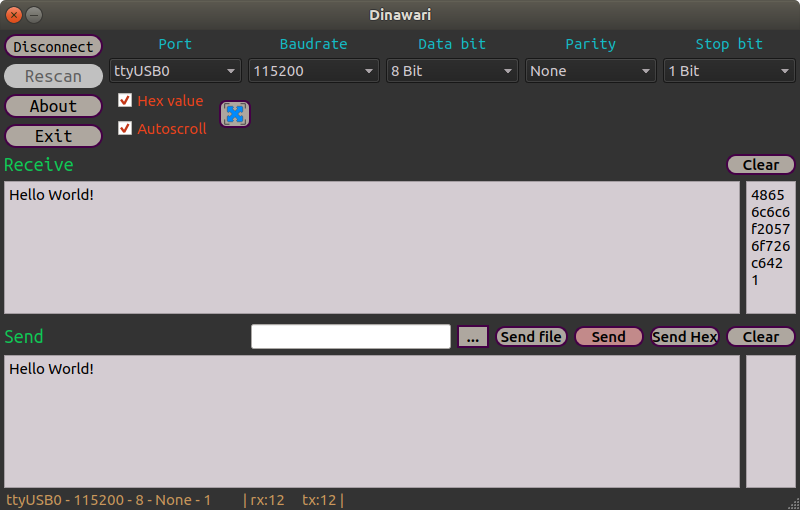 Dinawari
Disconnect
Port
Baudrate
Data bit
Parity
Stop bit
Rescan
ttyUSB0
115200
8 Bit
None
1 Bit
About
Hex value
Exit
Autoscroll
Receive
Clear
Hello World!
4865
6c6c6
f2057
6f726
c642
1
Send
...
Send file
Send
Send Hex
Clear
Hello World!
ttyUSB0 - 115200 - 8 - None - 1 | rx:12 tx:12 |